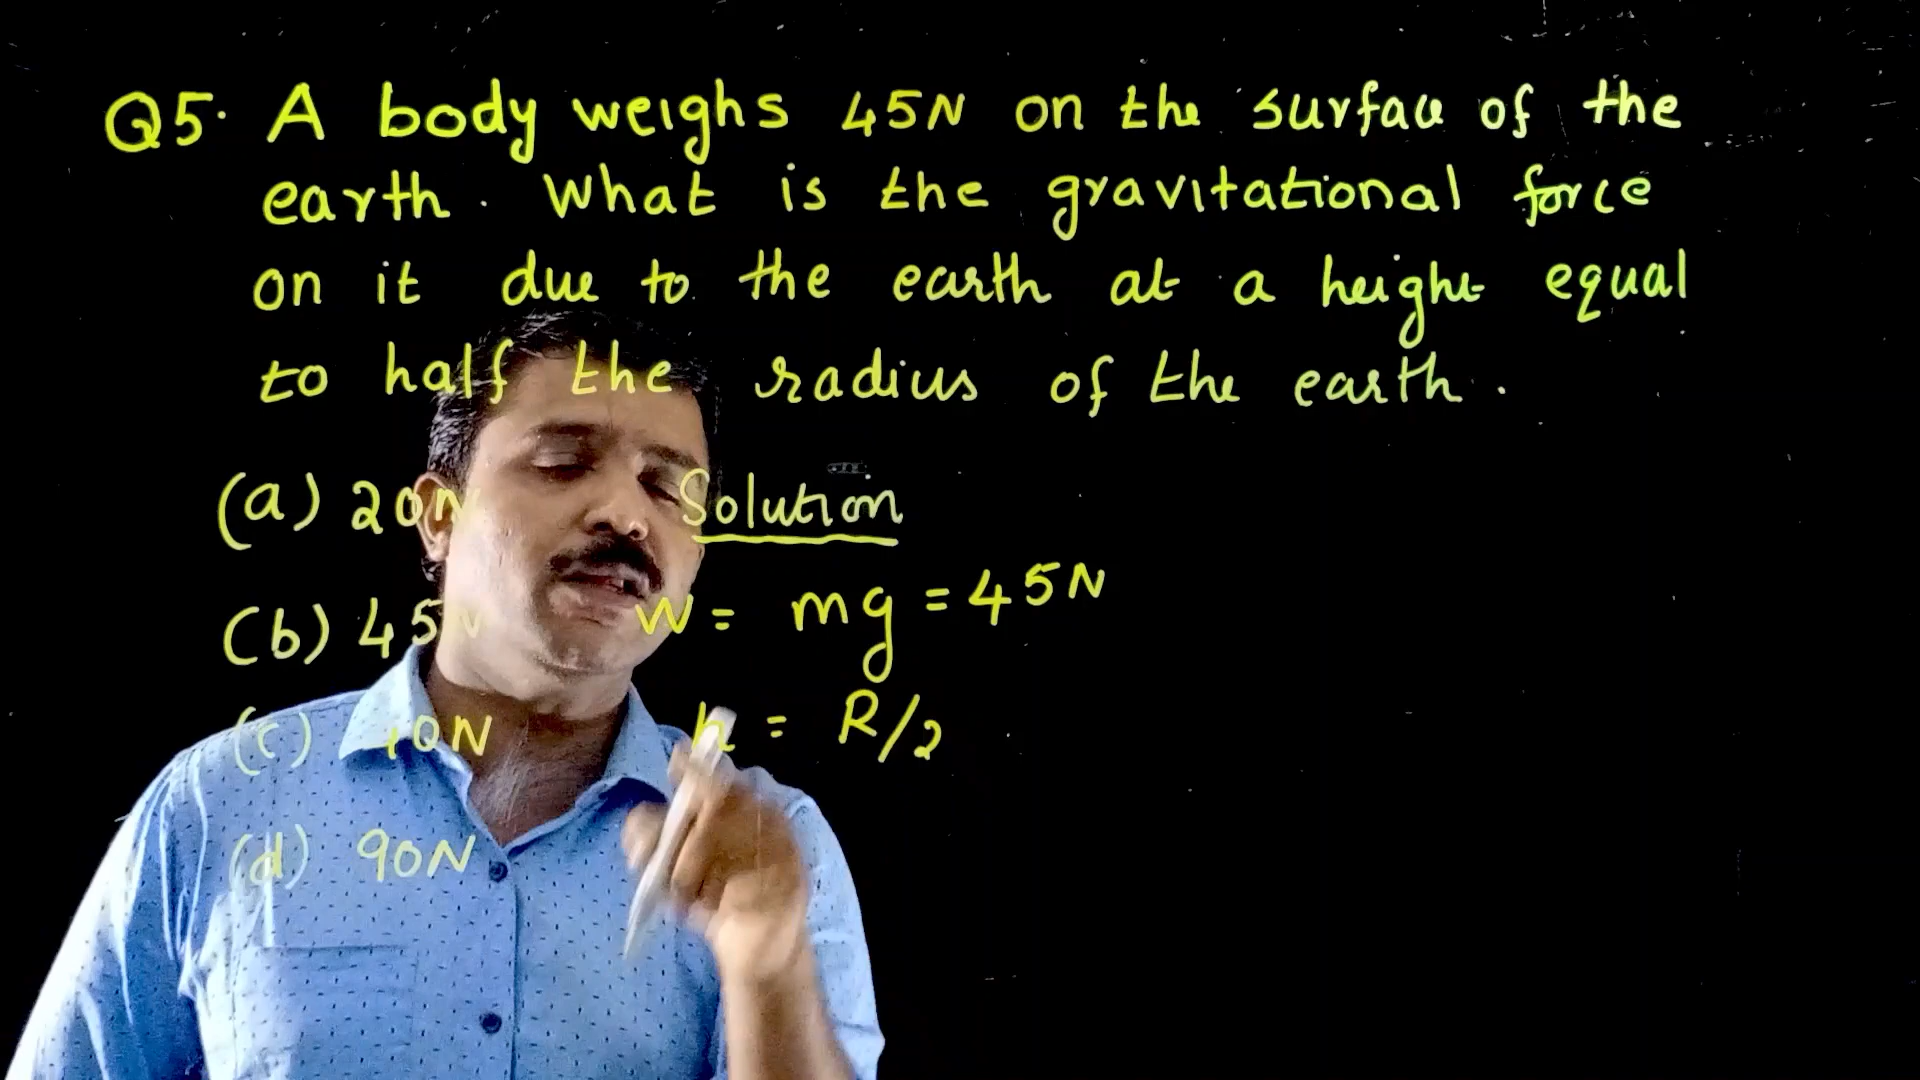 Q5. A body weighs 45N on the surface of the
earth. What is the gravitational force
on it due to the earth at a height equal
to half the radius of the earth.
(a) 20N
Solution
(b) 45N
W = mg = 45N
(c) 40N
h = R/2
(d) 90N